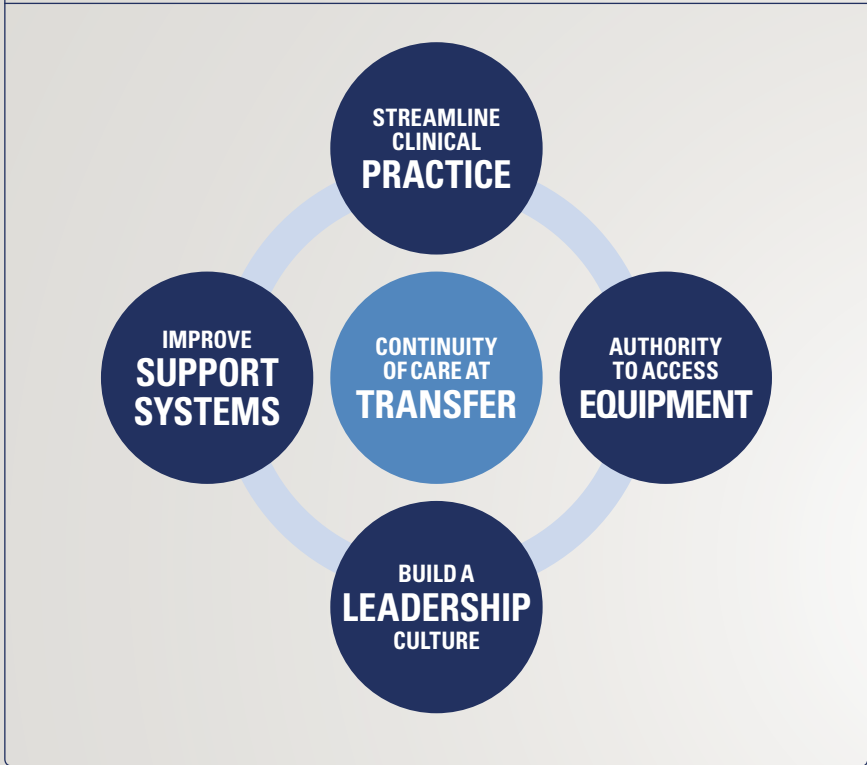 STREAMLINE
CLINICAL
PRACTICE
IMPROVE
SUPPORT
SYSTEMS
CONTINUITY
OF CARE AT
TRANSFER
AUTHORITY
TO ACCESS
EQUIPMENT
BUILD A
LEADERSHIP
CULTURE